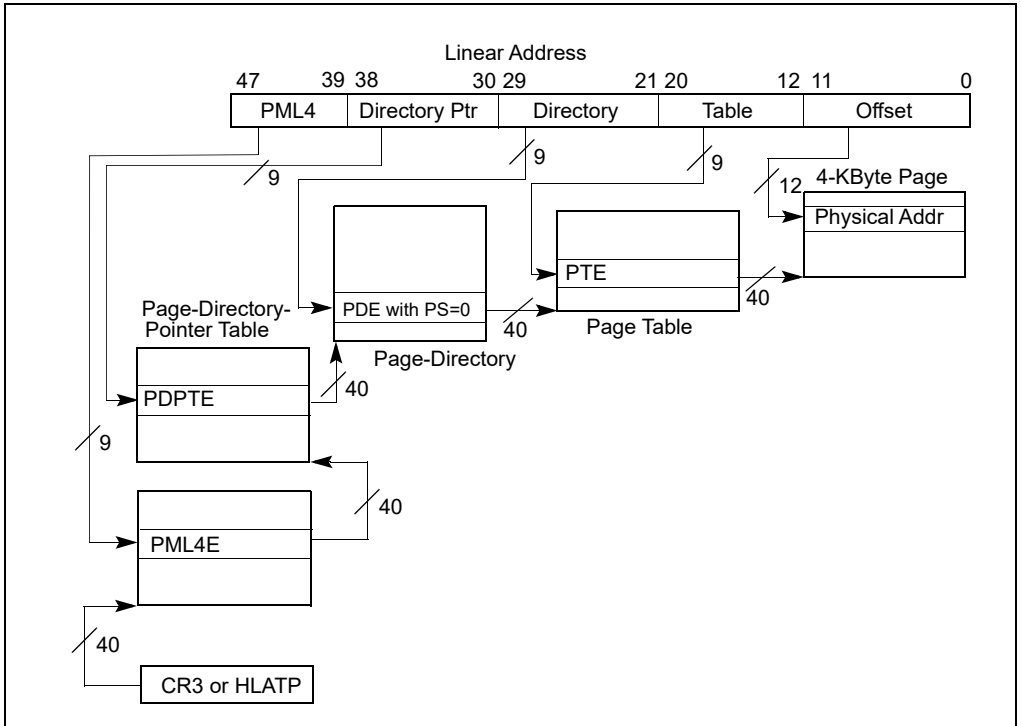 Linear Address
47 39 38 30 29 21 20 12 11 0
PML4 Directory Ptr Directory Table Offset
9 9 9 12 4-KByte Page
Physical Addr
PTE
40
Page-Directory-
Pointer Table
PDE with PS=0
40
Page Table
Page-Directory
40
PDPTE
9
40
PML4E
40
CR3 or HLATP